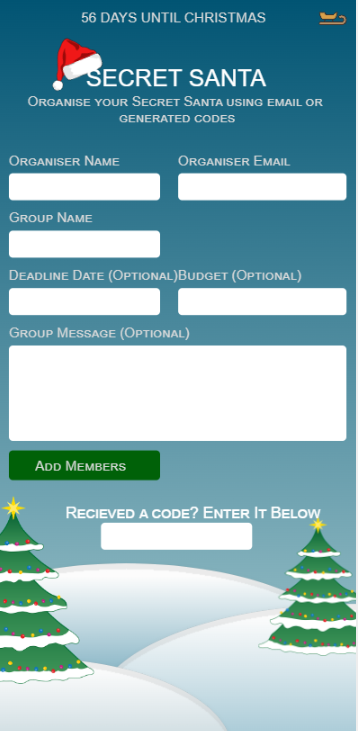 56 DAYS UNTIL CHRISTMAS
SECRET SANTA
Organise your Secret Santa using email or
generated codes
Organiser Name Organiser Email
Group Name
Deadline Date (Optional)Budget (Optional)
Group Message (Optional)
Add Members
Recieved a code? Enter It Below